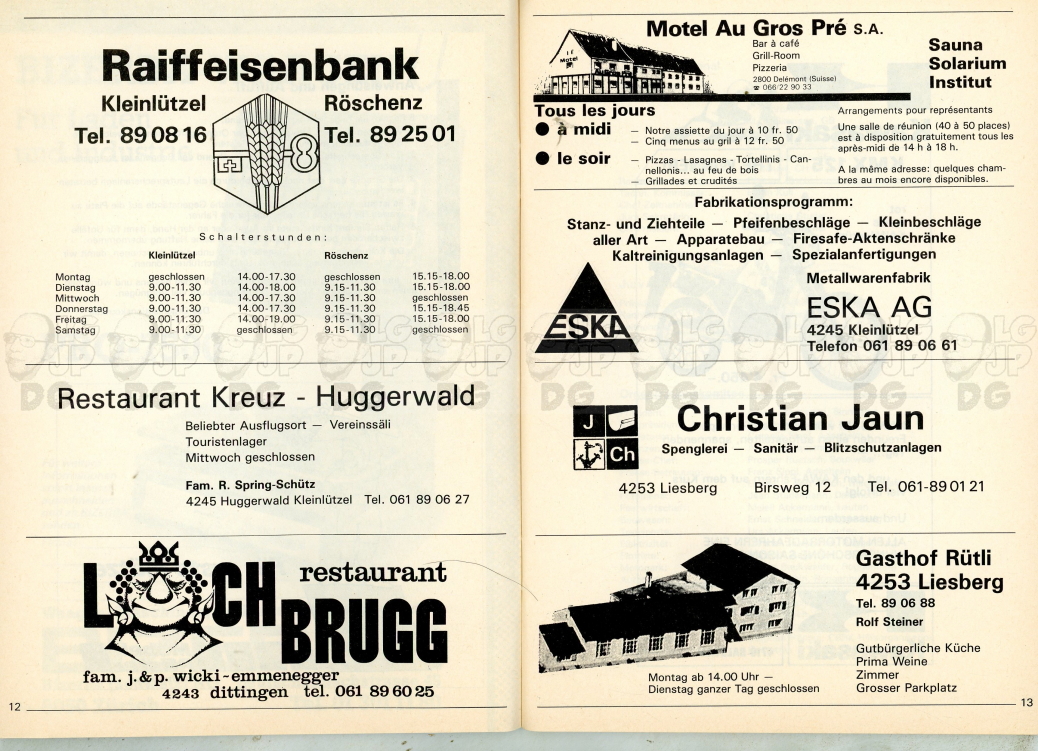 Raiffeisenbank
Kleinlützel Röschenz
Tel. 89 08 16 Tel. 89 25 01
Schalterstunden:
Kleinlützel Röschenz
Montag geschlossen 14.00-17.30 geschlossen 15.15-18.00
Dienstag 9.00-11.30 14.00-18.00 9.15-11.30 15.15-18.00
Mittwoch 9.00-11.30 14.00-17.30 9.15-11.30 geschlossen
Donnerstag 9.00-11.30 14.00-17.30 9.15-11.30 15.15-18.45
Freitag 9.00-11.30 14.00-19.00 9.15-11.30 15.15-18.00
Samstag 9.00-11.30 geschlossen 9.15-11.30 geschlossen
Restaurant Kreuz - Huggerwald
Beliebter Ausflugsort — Vereinssäli
Touristenlager
Mittwoch geschlossen
Fam. R. Spring-Schütz
4245 Huggerwald Kleinlützel Tel. 061 89 06 27
LOCH restaurant
BRUGG
fam. j.&p. wicki-emmenegger
4243 dittingen tel. 061 89 60 25
12
Motel Au Gros Pré S.A.
Bar à café
Grill-Room
Pizzeria
2800 Delémont (Suisse)
☎ 066/22 90 33
Sauna
Solarium
Institut
Motel
Tous les jours
● à midi — Notre assiette du jour à 10 fr. 50
— Cinq menus au gril à 12 fr. 50
● le soir — Pizzas - Lasagnes - Tortellinis - Can-
nellonis... au feu de bois
— Grillades et crudités
Arrangements pour représentants
Une salle de réunion (40 à 50 places)
est à disposition gratuitement tous les
après-midi de 14 h à 18 h.
A la même adresse: quelques cham-
bres au mois encore disponibles.
Fabrikationsprogramm:
Stanz- und Ziehteile — Pfeifenbeschläge — Kleinbeschläge
aller Art — Apparatebau — Firesafe-Aktenschränke
Kaltreinigungsanlagen — Spezialanfertigungen
ESKA
Metallwarenfabrik
ESKA AG
4245 Kleinlützel
Telefon 061 89 06 61
J
Ch
Christian Jaun
Spenglerei — Sanitär — Blitzschutzanlagen
4253 Liesberg Birsweg 12 Tel. 061-89 01 21
Gasthof Rütli
4253 Liesberg
Tel. 89 06 88
Rolf Steiner
Gutbürgerliche Küche
Prima Weine
Zimmer
Grosser Parkplatz
Montag ab 14.00 Uhr —
Dienstag ganzer Tag geschlossen
13
LG JP DG